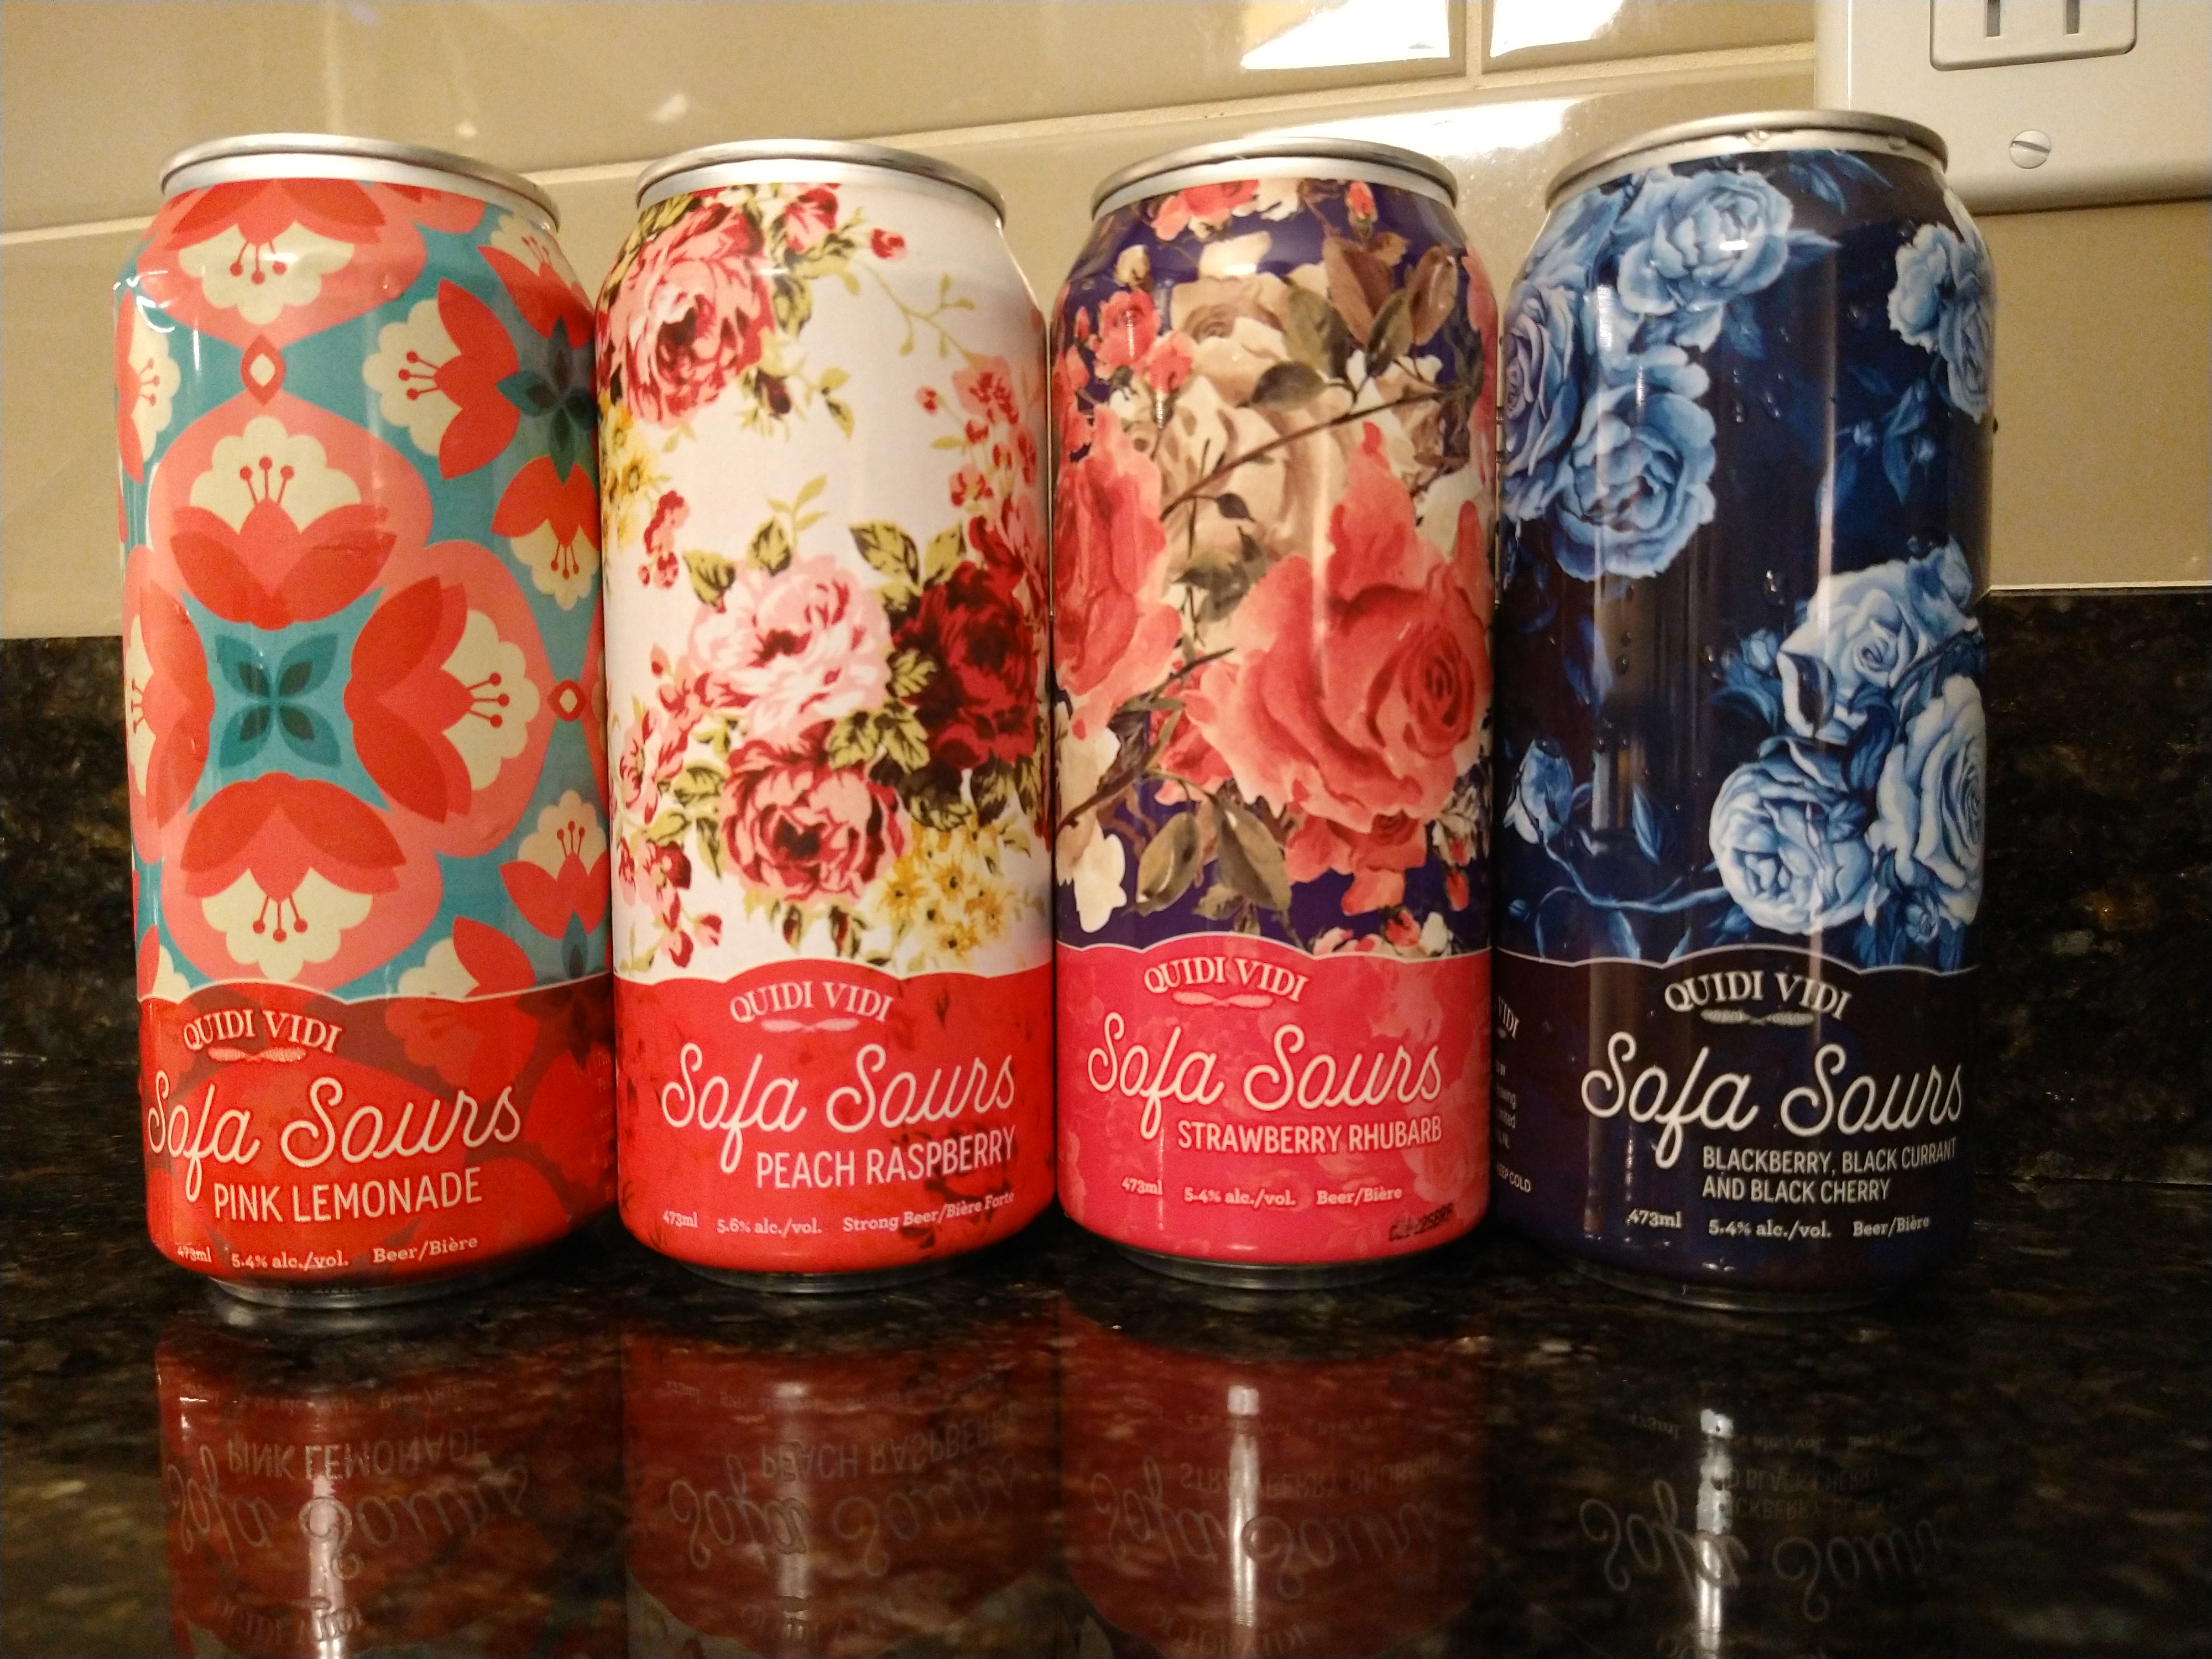 QUIDI VIDI
Sofa Sours
PINK LEMONADE
473ml 5.4% alc./vol. Beer/Bière
QUIDI VIDI
Sofa Sours
PEACH RASPBERRY
473ml 5.6% alc./vol. Strong Beer/Bière Forte
QUIDI VIDI
Sofa Sours
STRAWBERRY RHUBARB
473ml 5.4% alc./vol. Beer/Bière
QUIDI VIDI
Sofa Sours
BLACKBERRY, BLACK CURRANT
AND BLACK CHERRY
473ml 5.4% alc./vol. Beer/Bière
VIDI
COLD